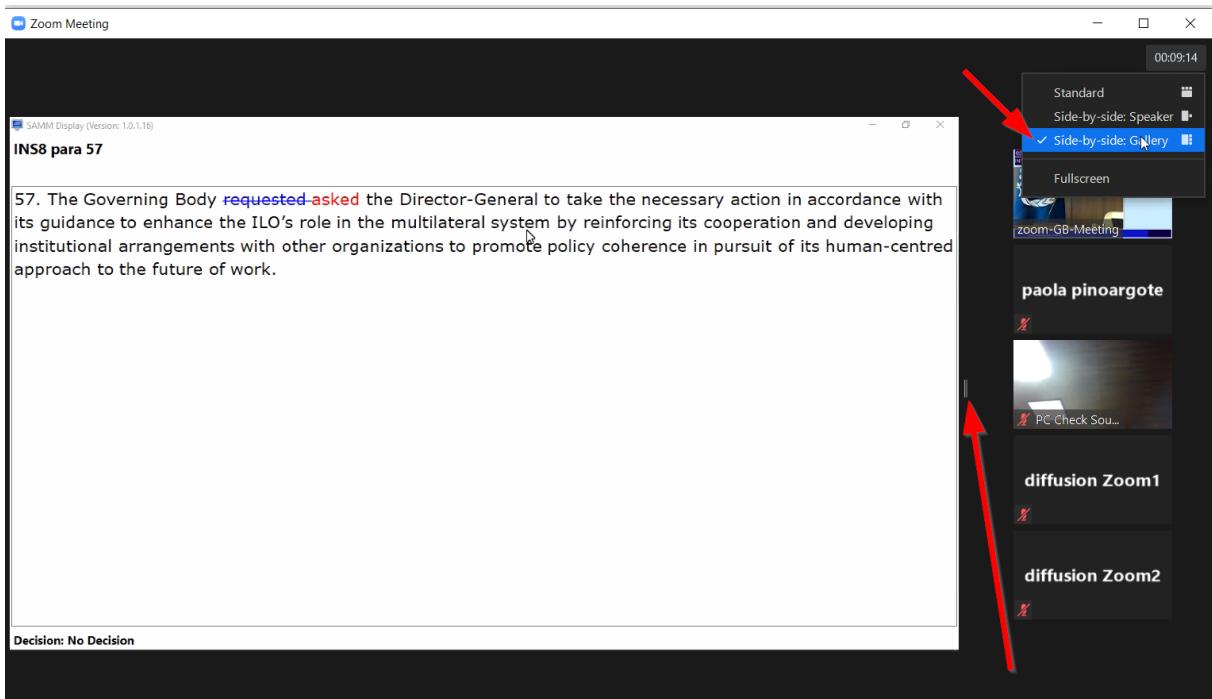 Zoom Meeting
00:09:14
Standard
Side-by-side: Speaker
Side-by-side: Gallery
Fullscreen
SAMM Display (Version: 1.0.1.16)
INS8 para 57
57. The Governing Body requested asked the Director-General to take the necessary action in accordance with
its guidance to enhance the ILO's role in the multilateral system by reinforcing its cooperation and developing
institutional arrangements with other organizations to promote policy coherence in pursuit of its human-centred
approach to the future of work.
Decision: No Decision
zoom-GB-Meeting
paola pinoargote
PC Check Sou...
diffusion Zoom1
diffusion Zoom2